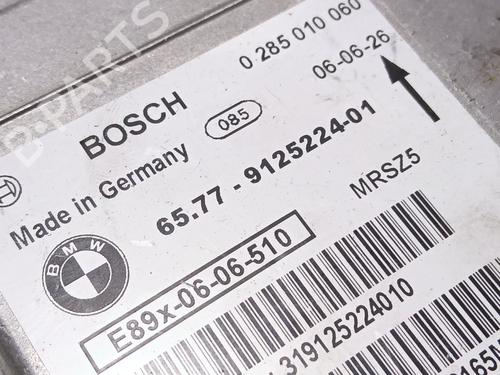 0 285 010 060
06-06-26
BOSCH
085
Made in Germany
65.77 - 9125224-01
MRSZ5
BMW
E89x-06-06-510
319125224010
B-PARTS